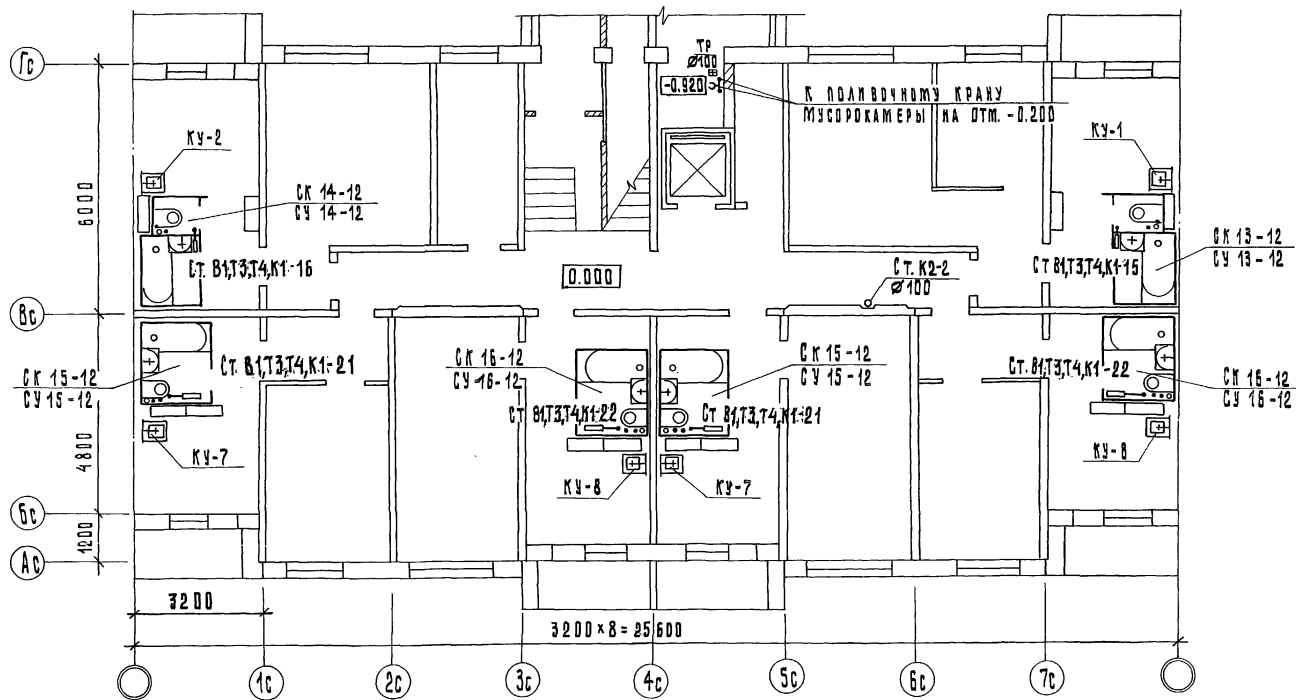 Гс
ТР
Ø100
-0.920
К ПОЛИВОЧНОМУ КРАНУ
МУСОРОКАМЕРЫ НА ОТМ. -0.200
КУ-2
КУ-1
6000
СК 14-12
СУ 14-12
СК 13-12
СУ 13-12
Ст. В1,Т3,Т4,К1-16
0.000
Ст. К2-2
Ø100
Ст В1,Т3,Т4,К1-15
Вс
СК 15-12
СУ 15-12
Ст. В1,Т3,Т4,К1-21
СК 16-12
СУ 16-12
СК 15-12
СУ 15-12
Ст. В1,Т3,Т4,К1-22
СК 16-12
СУ 16-12
Ст В1,Т3,Т4,К1-22
Ст В1,Т3,Т4,К1-21
4800
КУ-7
КУ-8
КУ-7
КУ-8
Бс
1200
Ас
3200
3200×8=25600
1с
2с
3с
4с
5с
6с
7с